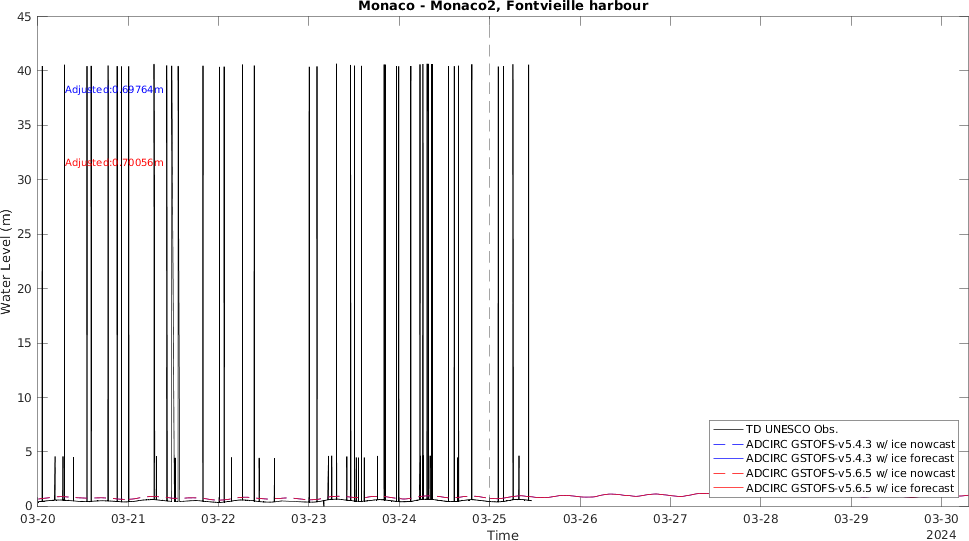 Monaco - Monaco2, Fontvieille harbour
45
40
35
30
25
20
15
10
5
0
Water Level (m)
Adjusted:0.69764m
Adjusted:0.70056m
TD UNESCO Obs.
ADCIRC GSTOFS-v5.4.3 w/ ice nowcast
ADCIRC GSTOFS-v5.4.3 w/ ice forecast
ADCIRC GSTOFS-v5.6.5 w/ ice nowcast
ADCIRC GSTOFS-v5.6.5 w/ ice forecast
03-20 03-21 03-22 03-23 03-24 03-25 03-26 03-27 03-28 03-29 03-30
Time
2024